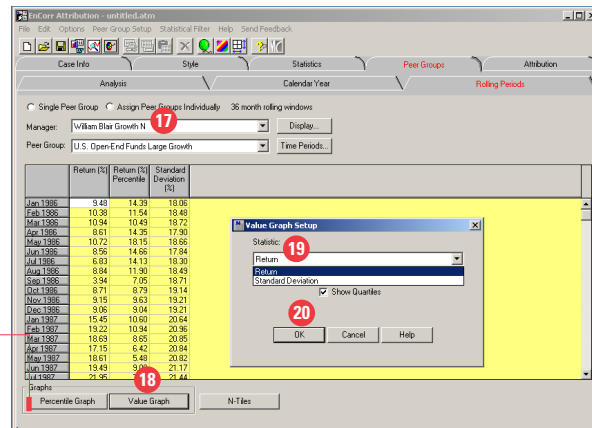 EnCorr Attribution - untitled.atm
File Edit Options Peer Group Setup Statistical Filter Help Send Feedback
Case Info Style Statistics Peer Groups Attribution
Analysis Calendar Year Rolling Periods
Single Peer Group Assign Peer Groups Individually 36 month rolling windows
17
Manager: William Blair Growth N Display...
Peer Group: U.S. Open-End Funds Large Growth Time Periods...
Return (%) Return (%) Percentile Standard Deviation (%)
Jan 1986 9.48 14.39 18.06
Feb 1986 10.38 11.54 18.48
Mar 1986 10.94 10.49 18.72
Apr 1986 8.61 14.35 17.90
May 1986 10.72 18.15 18.66
Jun 1986 8.56 14.66 17.84
Jul 1986 6.83 14.13 18.30
Aug 1986 8.84 11.90 18.49
Sep 1986 3.94 7.05 18.71
Oct 1986 8.71 8.79 19.14
Nov 1986 9.15 9.63 19.21
Dec 1986 9.06 9.04 19.21
Jan 1987 15.45 10.60 20.64
Feb 1987 19.22 10.94 20.96
Mar 1987 18.69 8.65 20.85
Apr 1987 17.15 6.42 20.84
May 1987 18.61 5.48 20.82
Jun 1987 19.49 21.17
Jul 1987 21.95 21.44
Value Graph Setup
Statistic: 19
Return
Return
Standard Deviation
Show Quartiles
20
OK Cancel Help
18
Graphs
Percentile Graph Value Graph N-Tiles